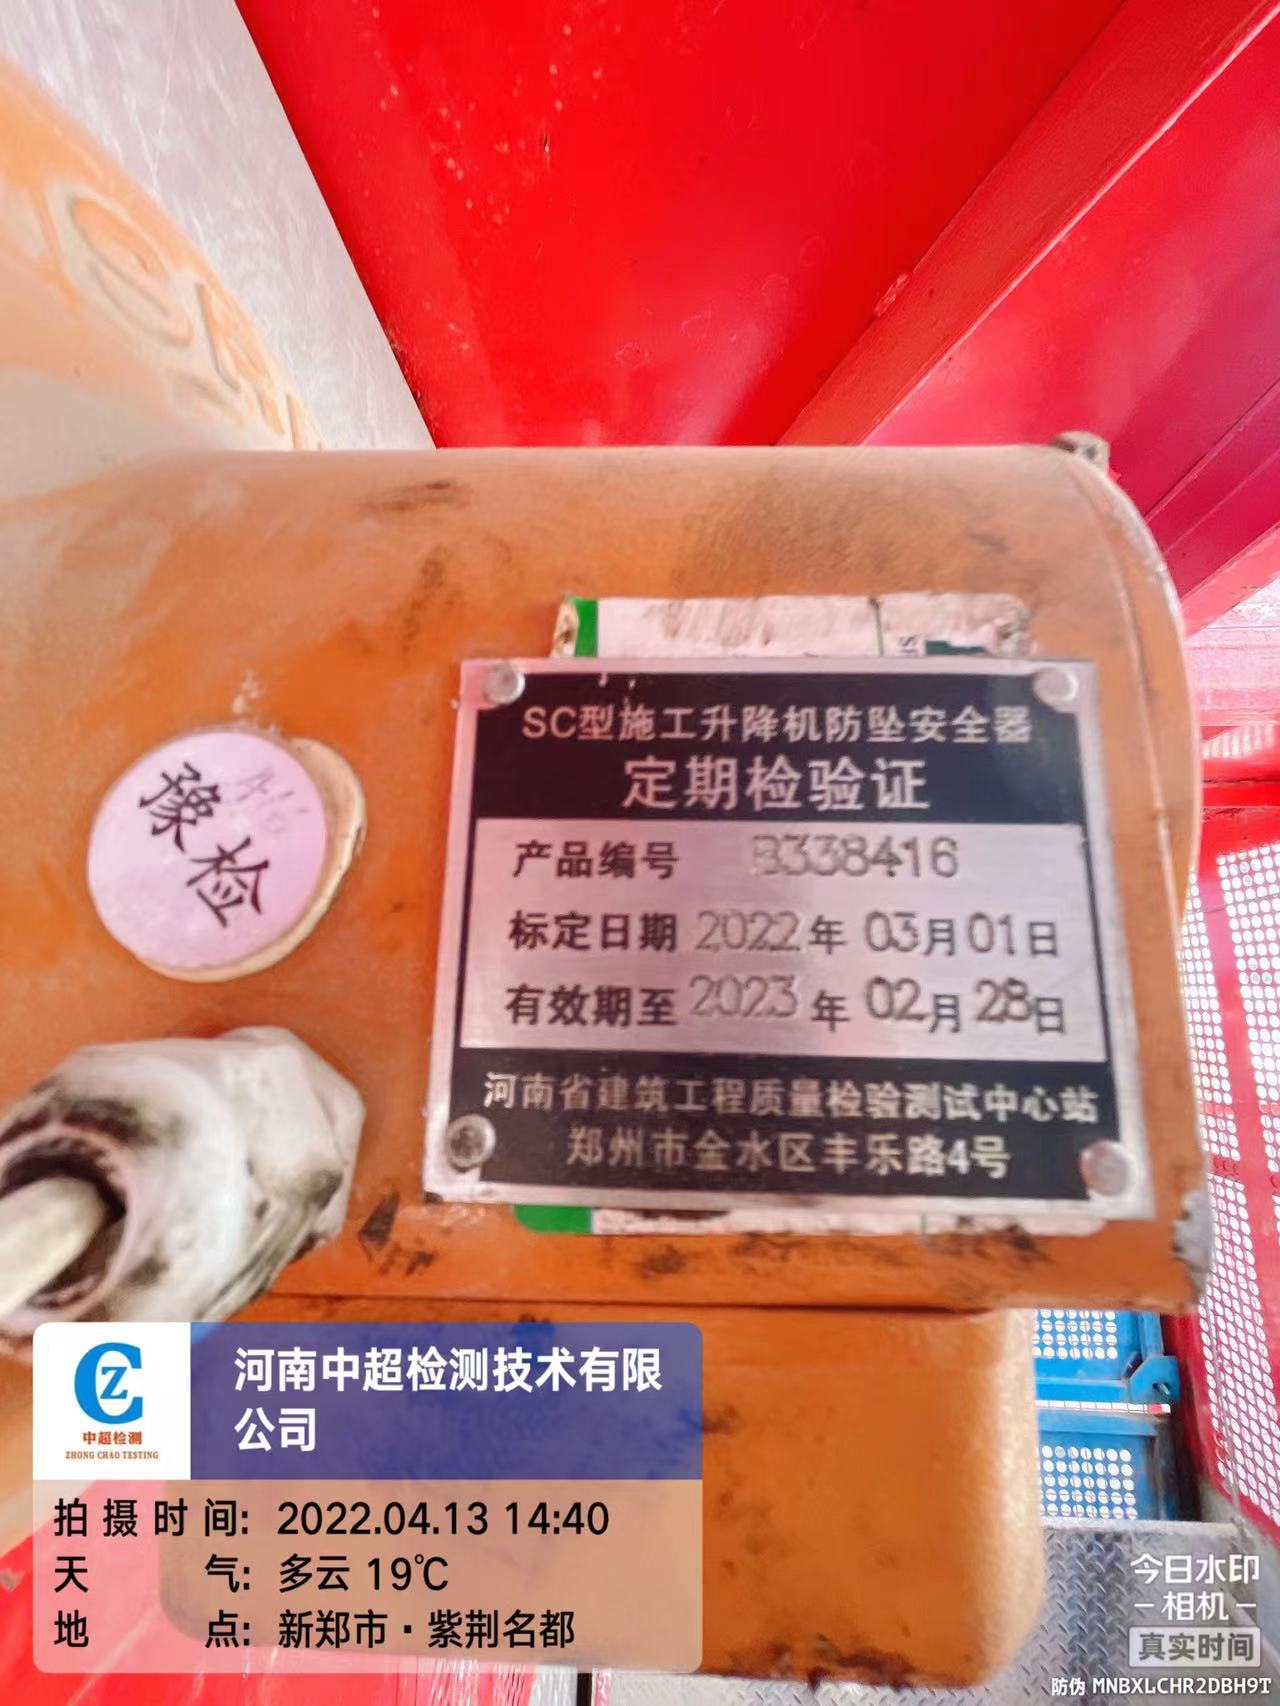 SC型施工升降机防坠安全器
定期检验证
产品编号 B338416
标定日期 2022年 03月01日
有效期至2023年 02月28日
河南省建筑工程质量检验测试中心站
郑州市金水区丰乐路4号
豫检
河南中超检测技术有限
公司
中超检测
ZHONG CHAO TESTING
拍摄时间: 2022.04.13 14:40
天气: 多云 19℃
地点: 新郑市·紫荆名都
今日水印
相机
真实时间
防伪 MNBXLCHR2DBH9T